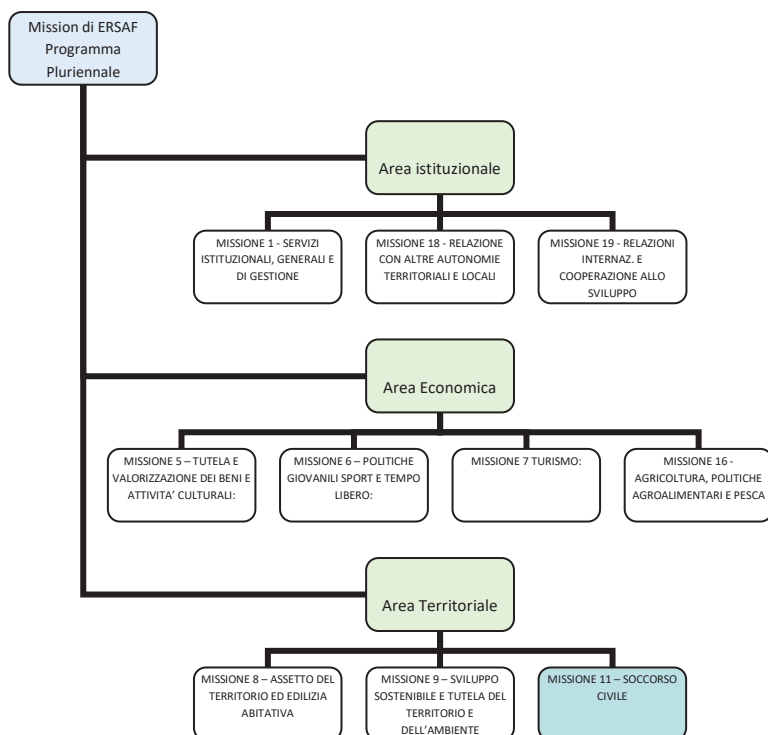 Mission di ERSAF
Programma
Pluriennale
Area istituzionale
MISSIONE 1 - SERVIZI
ISTITUZIONALI, GENERALI E
DI GESTIONE
MISSIONE 18 - RELAZIONE
CON ALTRE AUTONOMIE
TERRITORIALI E LOCALI
MISSIONE 19 - RELAZIONI
INTERNAZ. E
COOPERAZIONE ALLO
SVILUPPO
Area Economica
MISSIONE 5 – TUTELA E
VALORIZZAZIONE DEI BENI E
ATTIVITA’ CULTURALI:
MISSIONE 6 – POLITICHE
GIOVANILI SPORT E TEMPO
LIBERO:
MISSIONE 7 TURISMO:
MISSIONE 16 -
AGRICOLTURA, POLITICHE
AGROALIMENTARI E PESCA
Area Territoriale
MISSIONE 8 – ASSETTO DEL
TERRITORIO ED EDILIZIA
ABITATIVA
MISSIONE 9 – SVILUPPO
SOSTENIBILE E TUTELA DEL
TERRITORIO E
DELL’AMBIENTE
MISSIONE 11 – SOCCORSO
CIVILE